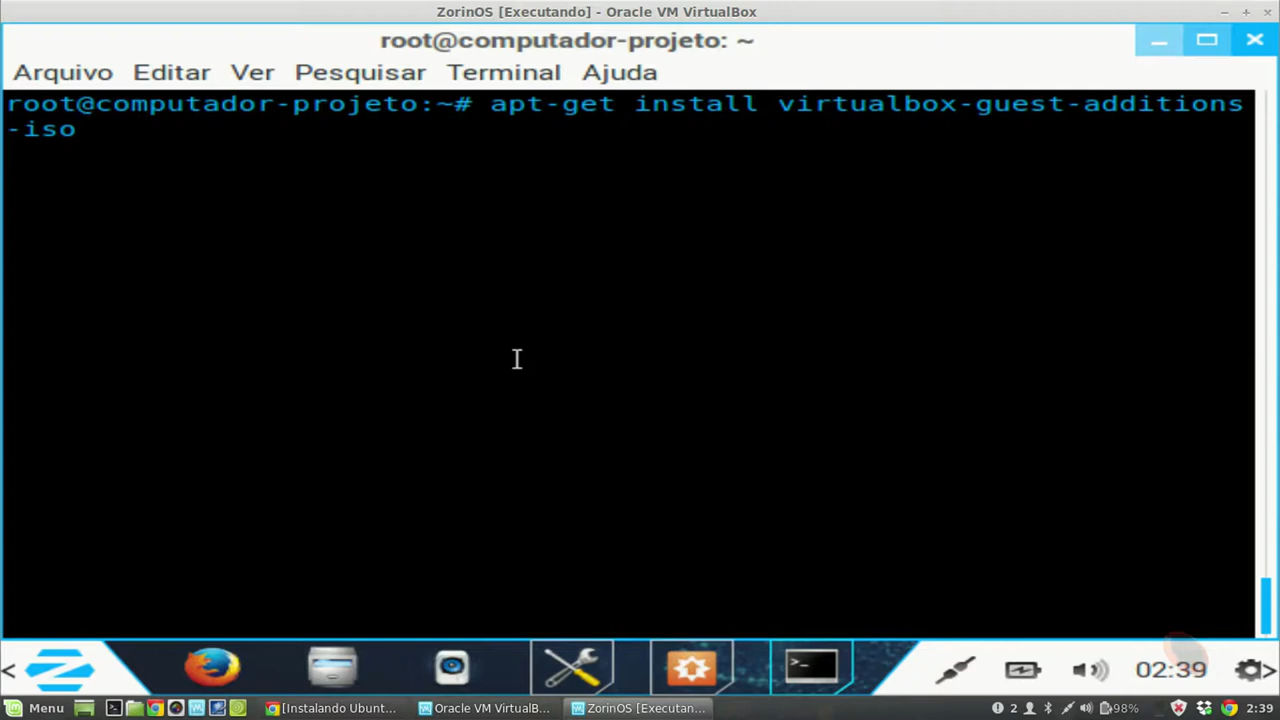 ZorinOS [Executando] - Oracle VM VirtualBox
root@computador-projeto: ~
Arquivo Editar Ver Pesquisar Terminal Ajuda
root@computador-projeto:~# apt-get install virtualbox-guest-additions
-iso
02:39
Menu [Instalando Ubunt... Oracle VM VirtualB... ZorinOS [Executan... 2 98% 2:39